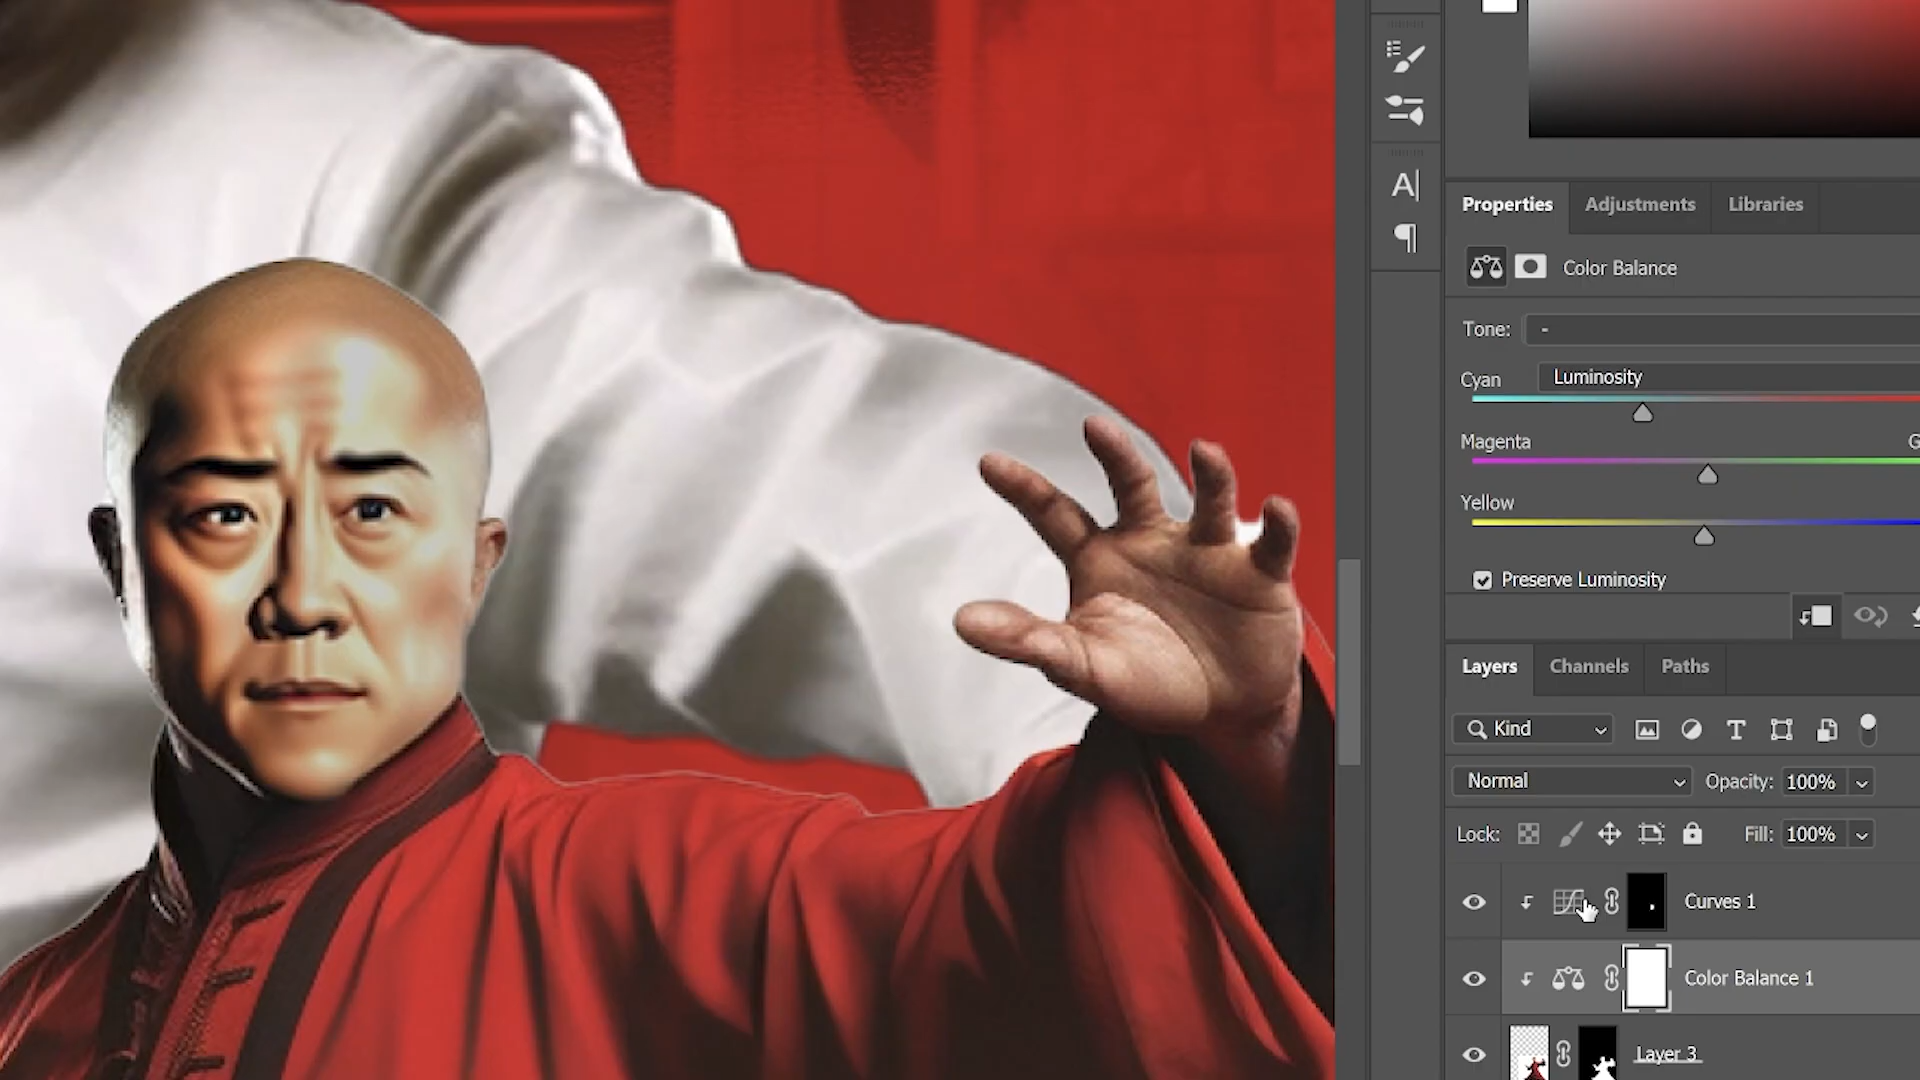 A|
Properties
Adjustments
Libraries
Color Balance
Tone: -
Cyan
Luminosity
Magenta
G
Yellow
Preserve Luminosity
Layers
Channels
Paths
Kind
T
Normal
Opacity: 100%
Lock:
Fill: 100%
Curves 1
Color Balance 1
Layer 3